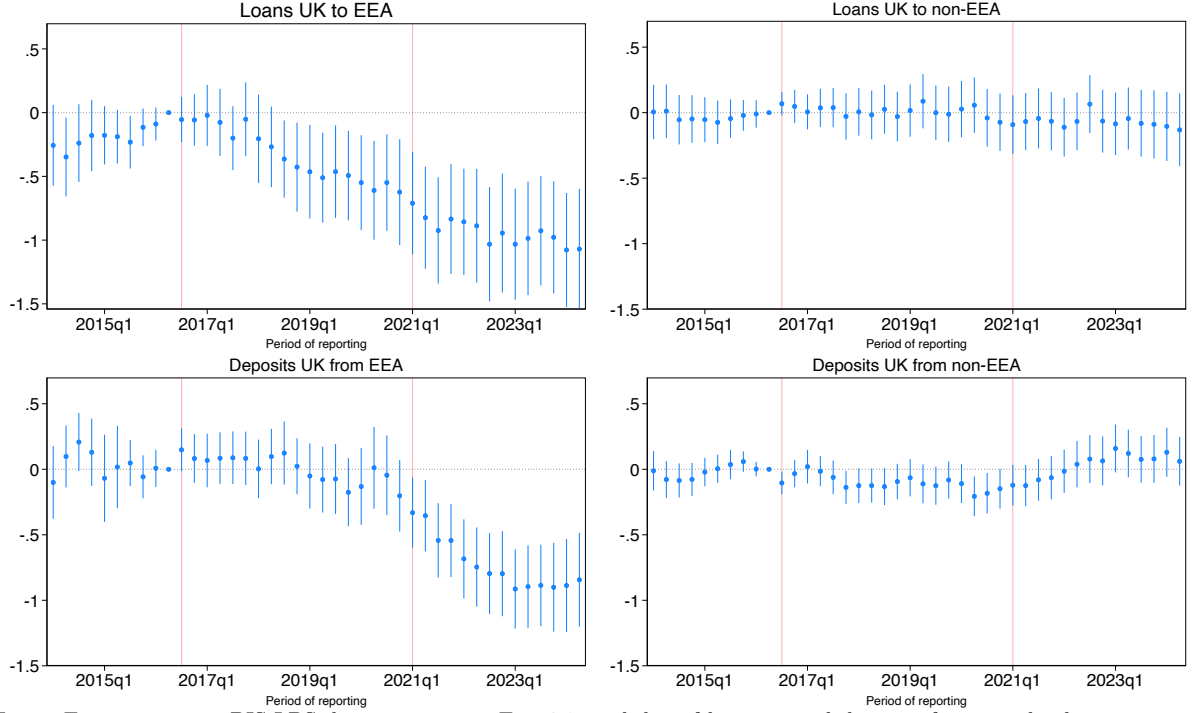 Loans UK to EEA
.5
0
-.5
-1
-1.5
2015q1 2017q1 2019q1 2021q1 2023q1
Period of reporting
Loans UK to non-EEA
.5
0
-.5
-1
-1.5
2015q1 2017q1 2019q1 2021q1 2023q1
Period of reporting
Deposits UK from EEA
.5
0
-.5
-1
-1.5
2015q1 2017q1 2019q1 2021q1 2023q1
Period of reporting
Deposits UK from non-EEA
.5
0
-.5
-1
-1.5
2015q1 2017q1 2019q1 2021q1 2023q1
Period of reporting